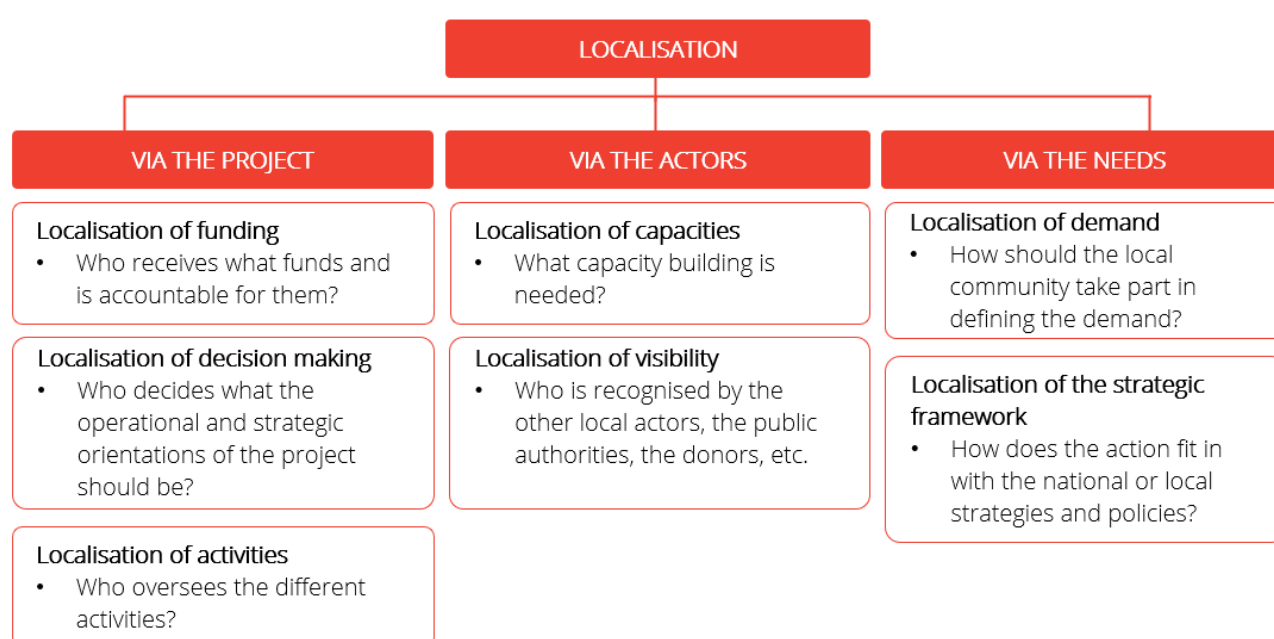 LOCALISATION
VIA THE PROJECT
Localisation of funding
• Who receives what funds and
is accountable for them?
Localisation of decision making
• Who decides what the
operational and strategic
orientations of the project
should be?
Localisation of activities
• Who oversees the different
activities?
VIA THE ACTORS
Localisation of capacities
• What capacity building is
needed?
Localisation of visibility
• Who is recognised by the
other local actors, the public
authorities, the donors, etc.
VIA THE NEEDS
Localisation of demand
• How should the local
community take part in
defining the demand?
Localisation of the strategic
framework
• How does the action fit in
with the national or local
strategies and policies?